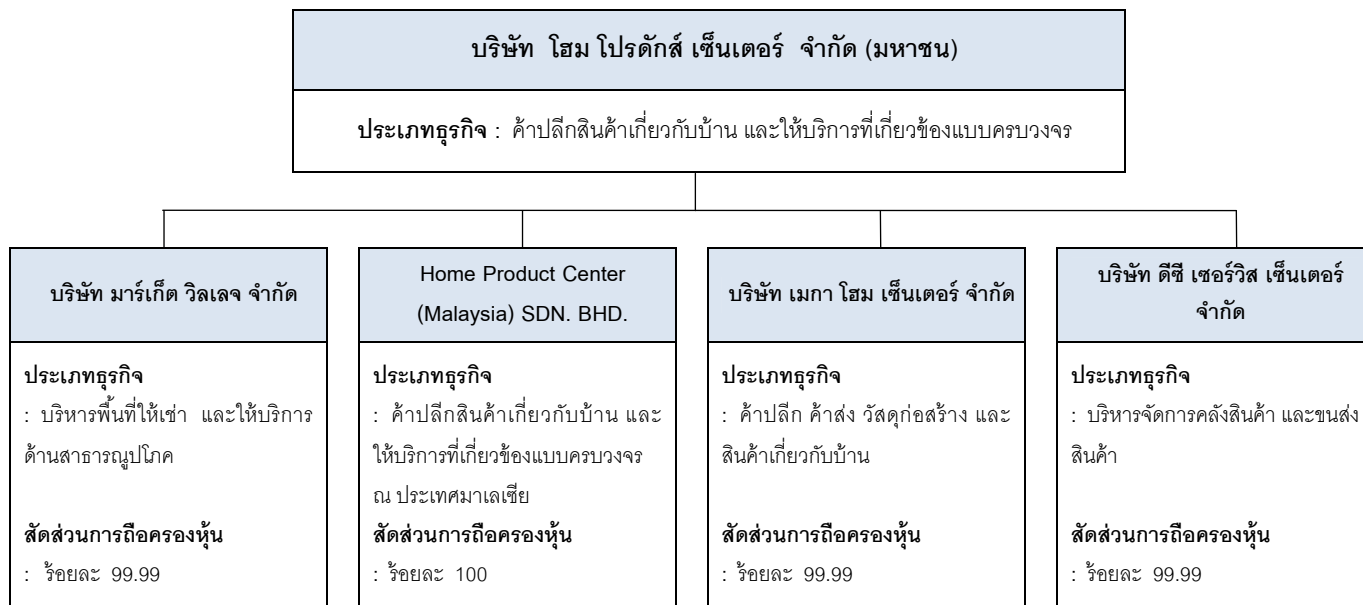 บริษัท โฮม โปรดักส์ เซ็นเตอร์ จำกัด (มหาชน)
ประเภทธุรกิจ : ค้าปลีกสินค้าเกี่ยวกับบ้าน และให้บริการที่เกี่ยวข้องแบบครบวงจร
บริษัท มาร์เก็ต วิลเลจ จำกัด
ประเภทธุรกิจ
: บริหารพื้นที่ให้เช่า และให้บริการ
ด้านสาธารณูปโภค
สัดส่วนการถือครองหุ้น
: ร้อยละ 99.99
Home Product Center
(Malaysia) SDN. BHD.
ประเภทธุรกิจ
: ค้าปลีกสินค้าเกี่ยวกับบ้าน และ
ให้บริการที่เกี่ยวข้องแบบครบวงจร
ณ ประเทศมาเลเซีย
สัดส่วนการถือครองหุ้น
: ร้อยละ 100
บริษัท เมกา โฮม เซ็นเตอร์ จำกัด
ประเภทธุรกิจ
: ค้าปลีก ค้าส่ง วัสดุก่อสร้าง และ
สินค้าเกี่ยวกับบ้าน
สัดส่วนการถือครองหุ้น
: ร้อยละ 99.99
บริษัท ดีซี เซอร์วิส เซ็นเตอร์
จำกัด
ประเภทธุรกิจ
: บริหารจัดการคลังสินค้า และขนส่ง
สินค้า
สัดส่วนการถือครองหุ้น
: ร้อยละ 99.99